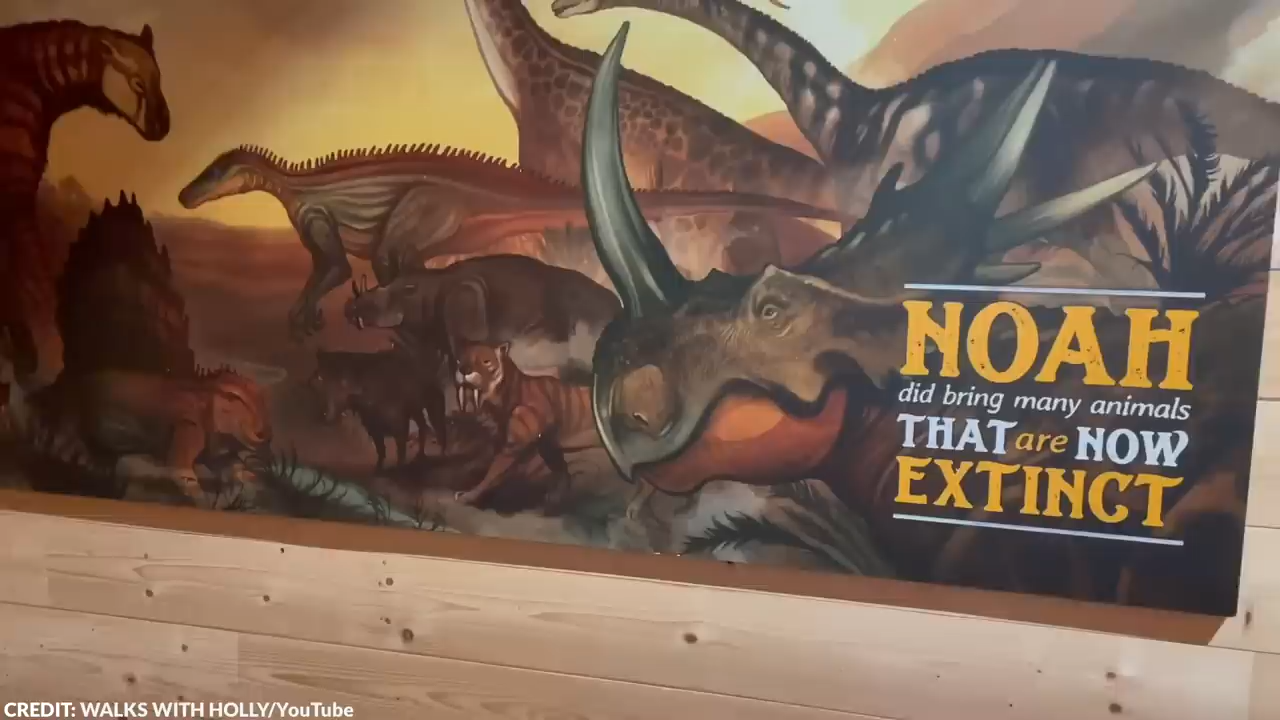 NOAH
did bring many animals
THAT are NOW
EXTINCT
CREDIT: WALKS WITH HOLLY/YouTube